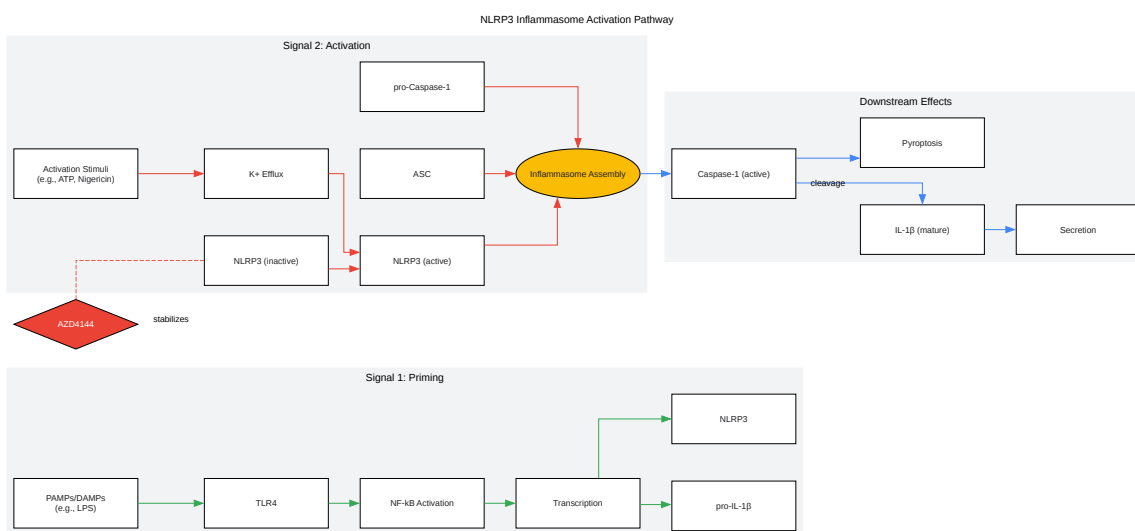 NLRP3 Inflammasome Activation Pathway
Signal 2: Activation
pro-Caspase-1
Activation Stimuli
(e.g., ATP, Nigericin)
K+ Efflux
ASC
Inflammasome Assembly
NLRP3 (inactive)
NLRP3 (active)
AZD4144
stabilizes
Downstream Effects
Pyroptosis
Caspase-1 (active)
cleavage
IL-1β (mature)
Secretion
Signal 1: Priming
NLRP3
PAMPs/DAMPs
(e.g., LPS)
TLR4
NF-kB Activation
Transcription
pro-IL-1β